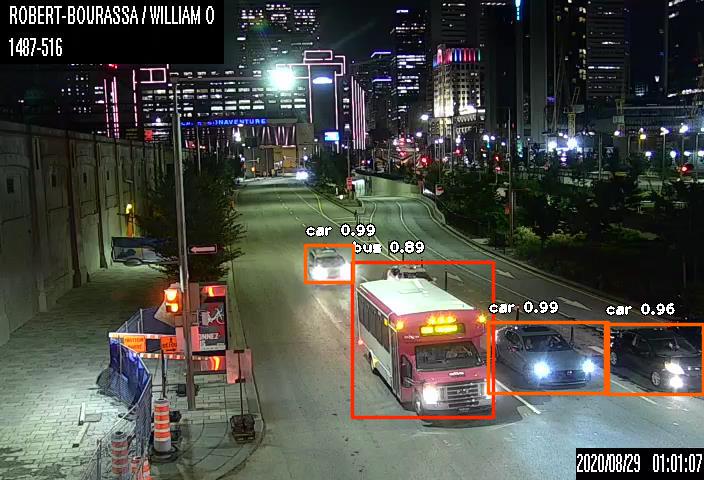 ROBERT-BOURASSA / WILLIAM O
1487-516
BONAVENTURE
car 0.99
bus 0.89
car 0.99
car 0.96
2020/08/29 01:01:07